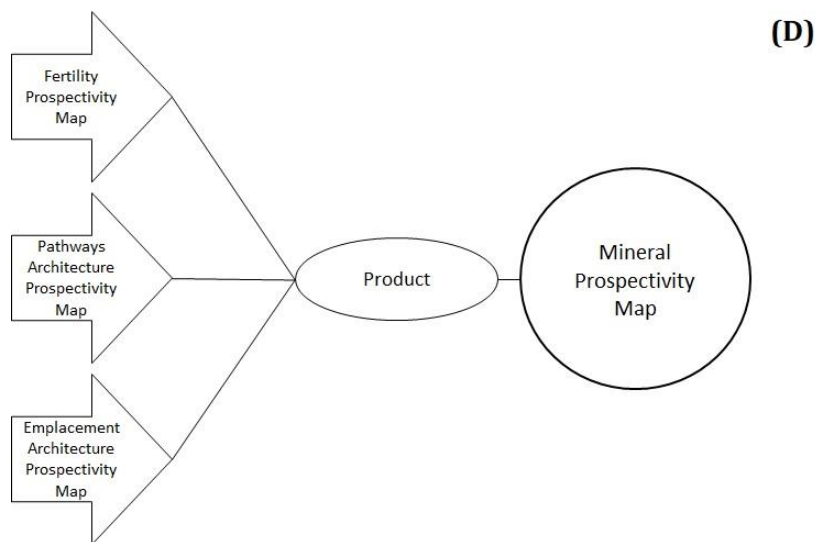 (D)
Fertility
Prospectivity
Map
Pathways
Architecture
Prospectivity
Map
Emplacement
Architecture
Prospectivity
Map
Product
Mineral
Prospectivity
Map